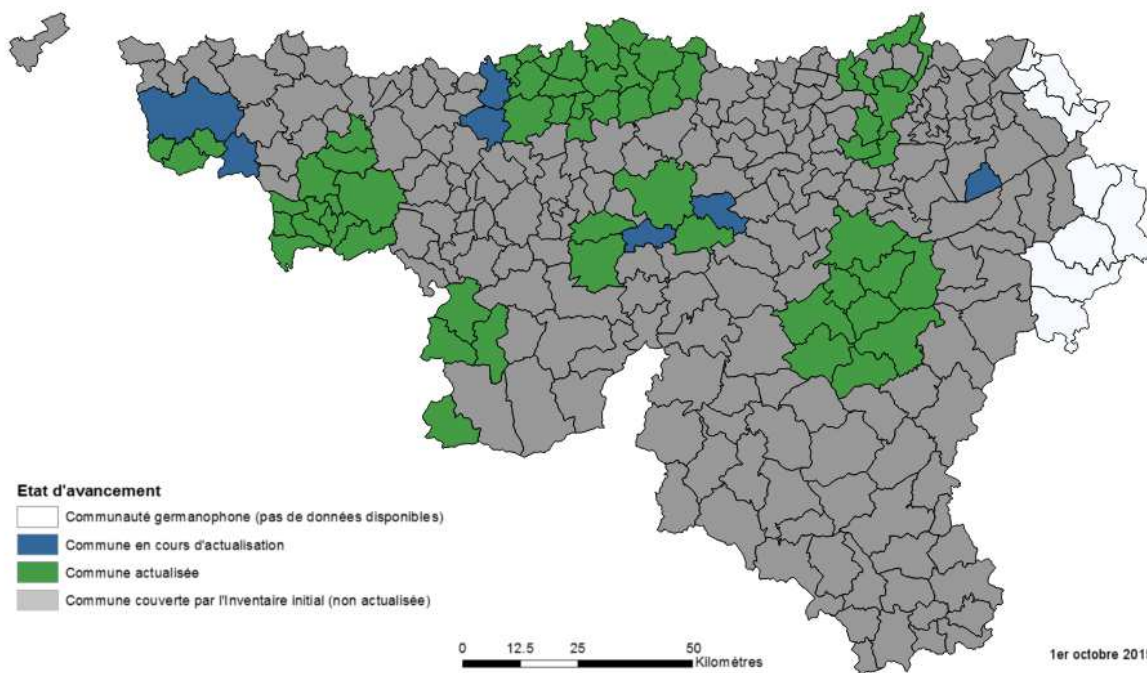 Etat d'avancement
Communauté germanophone (pas de données disponibles)
Commune en cours d'actualisation
Commune actualisée
Commune couverte par l'Inventaire initial (non actualisée)
0 12.5 25 50
Kilomètres
1er octobre 2015